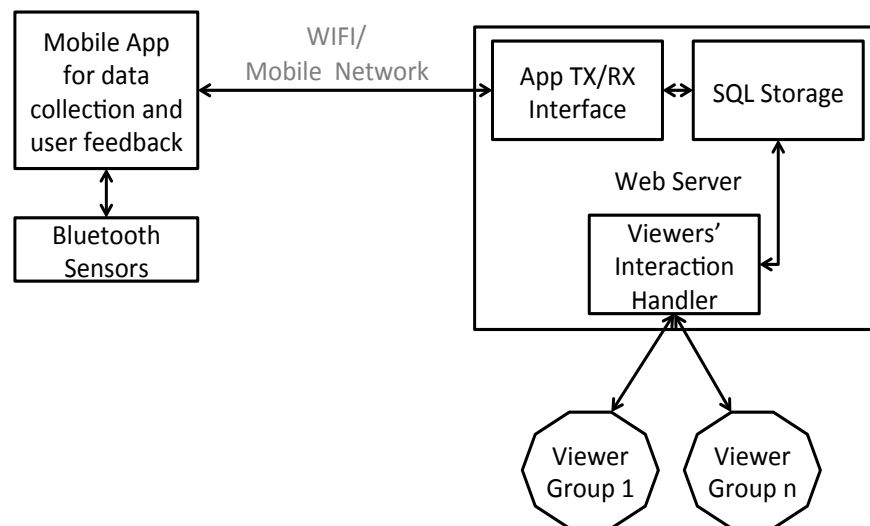 Mobile App
for data
collection and
user feedback
WIFI/
Mobile Network
App TX/RX
Interface
SQL Storage
Web Server
Bluetooth
Sensors
Viewers’
Interaction
Handler
Viewer
Group 1
Viewer
Group n